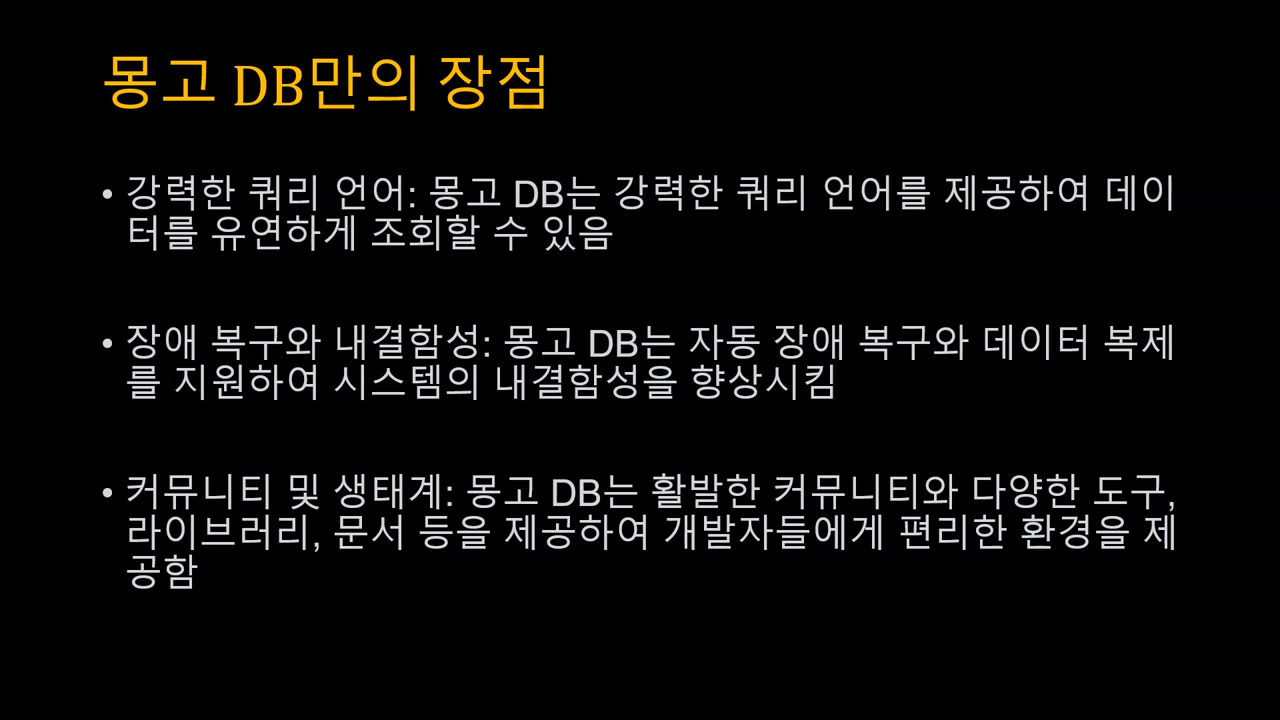 몽고 DB만의 장점
• 강력한 쿼리 언어: 몽고 DB는 강력한 쿼리 언어를 제공하여 데이
터를 유연하게 조회할 수 있음
• 장애 복구와 내결함성: 몽고 DB는 자동 장애 복구와 데이터 복제
를 지원하여 시스템의 내결함성을 향상시킴
• 커뮤니티 및 생태계: 몽고 DB는 활발한 커뮤니티와 다양한 도구,
라이브러리, 문서 등을 제공하여 개발자들에게 편리한 환경을 제
공함